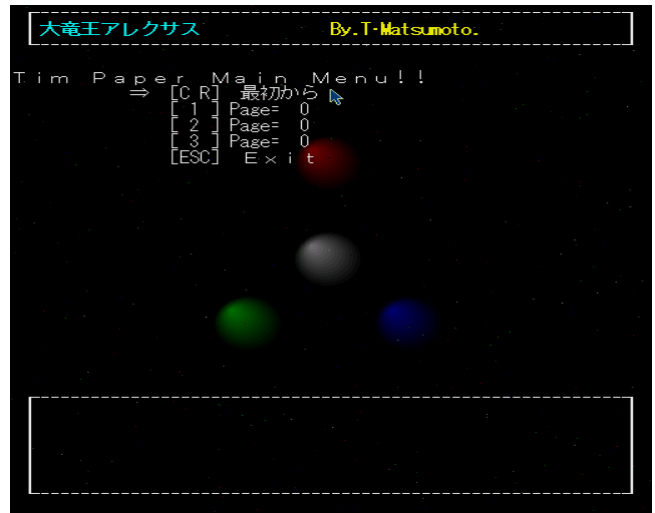 大竜王アレクサス By.T·Matsumoto.
Ｔｉｍ Ｐａｐｅｒ Ｍａｉｎ Ｍｅｎｕ！！
⇒ [C R] 最初から
[ 1 ] Page= 0
[ 2 ] Page= 0
[ 3 ] Page= 0
[ESC] Ｅｘｉｔ